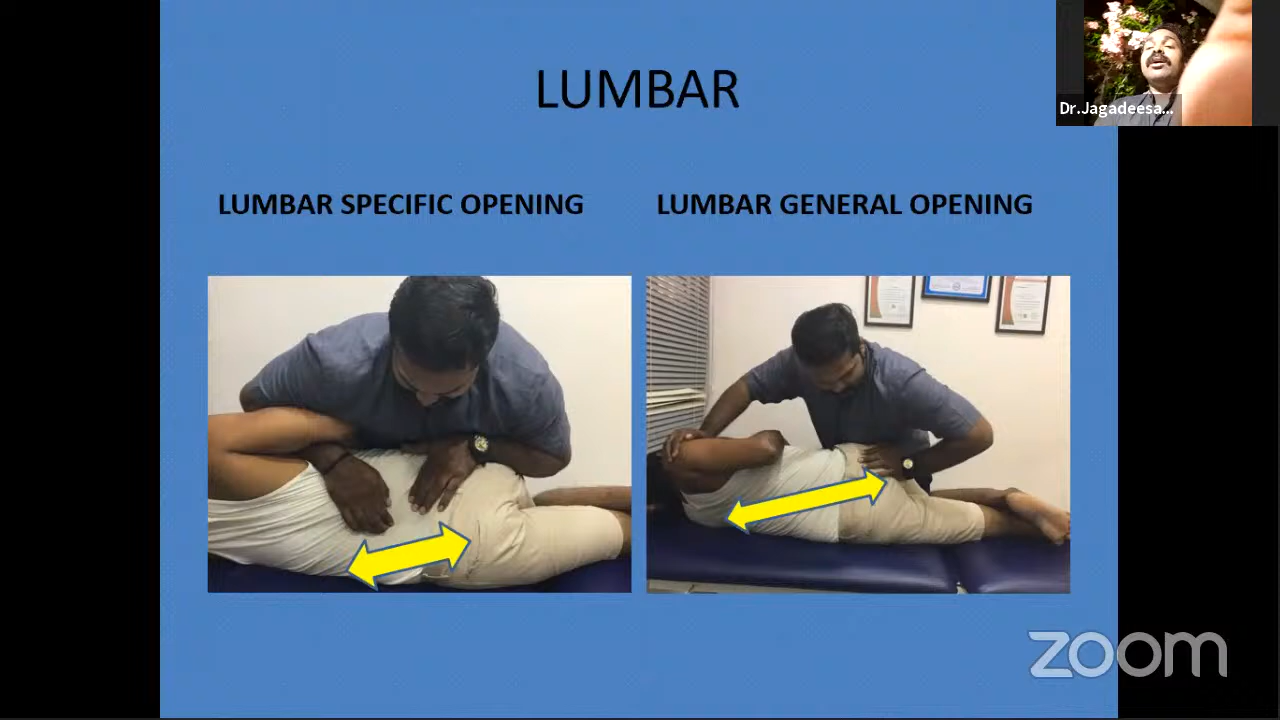 LUMBAR
Dr.Jagadeesa...
LUMBAR SPECIFIC OPENING
LUMBAR GENERAL OPENING
zoom